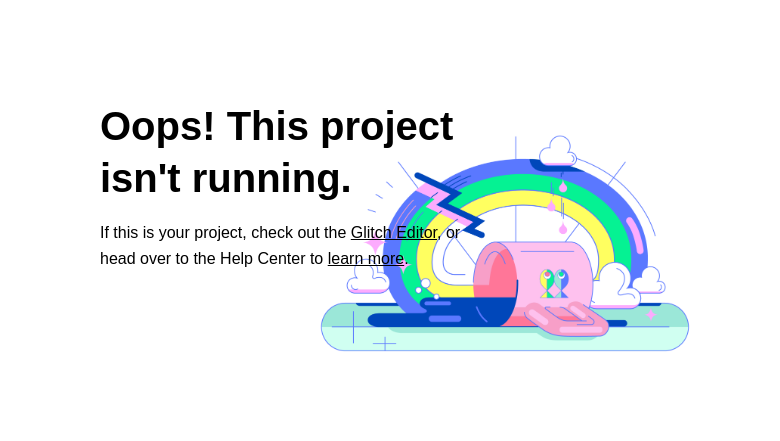 Oops! This project
isn't running.
If this is your project, check out the Glitch Editor, or
head over to the Help Center to learn more.